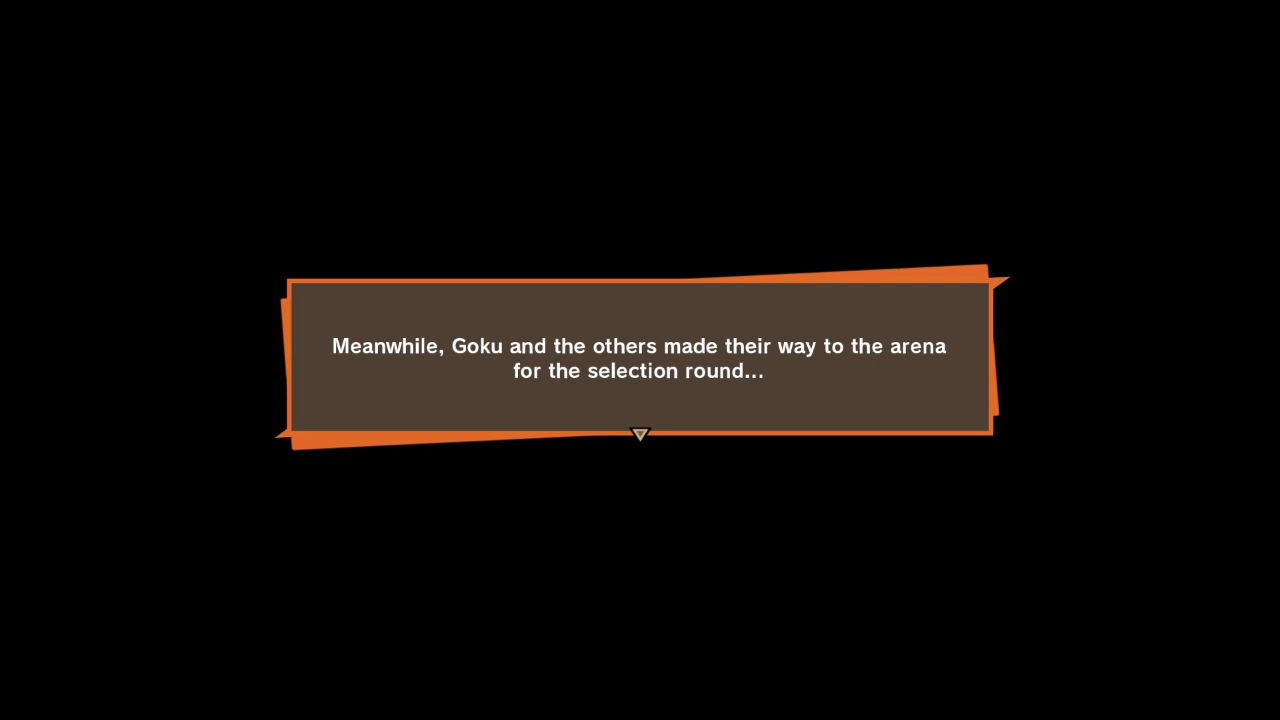 Meanwhile, Goku and the others made their way to the arena
for the selection round...